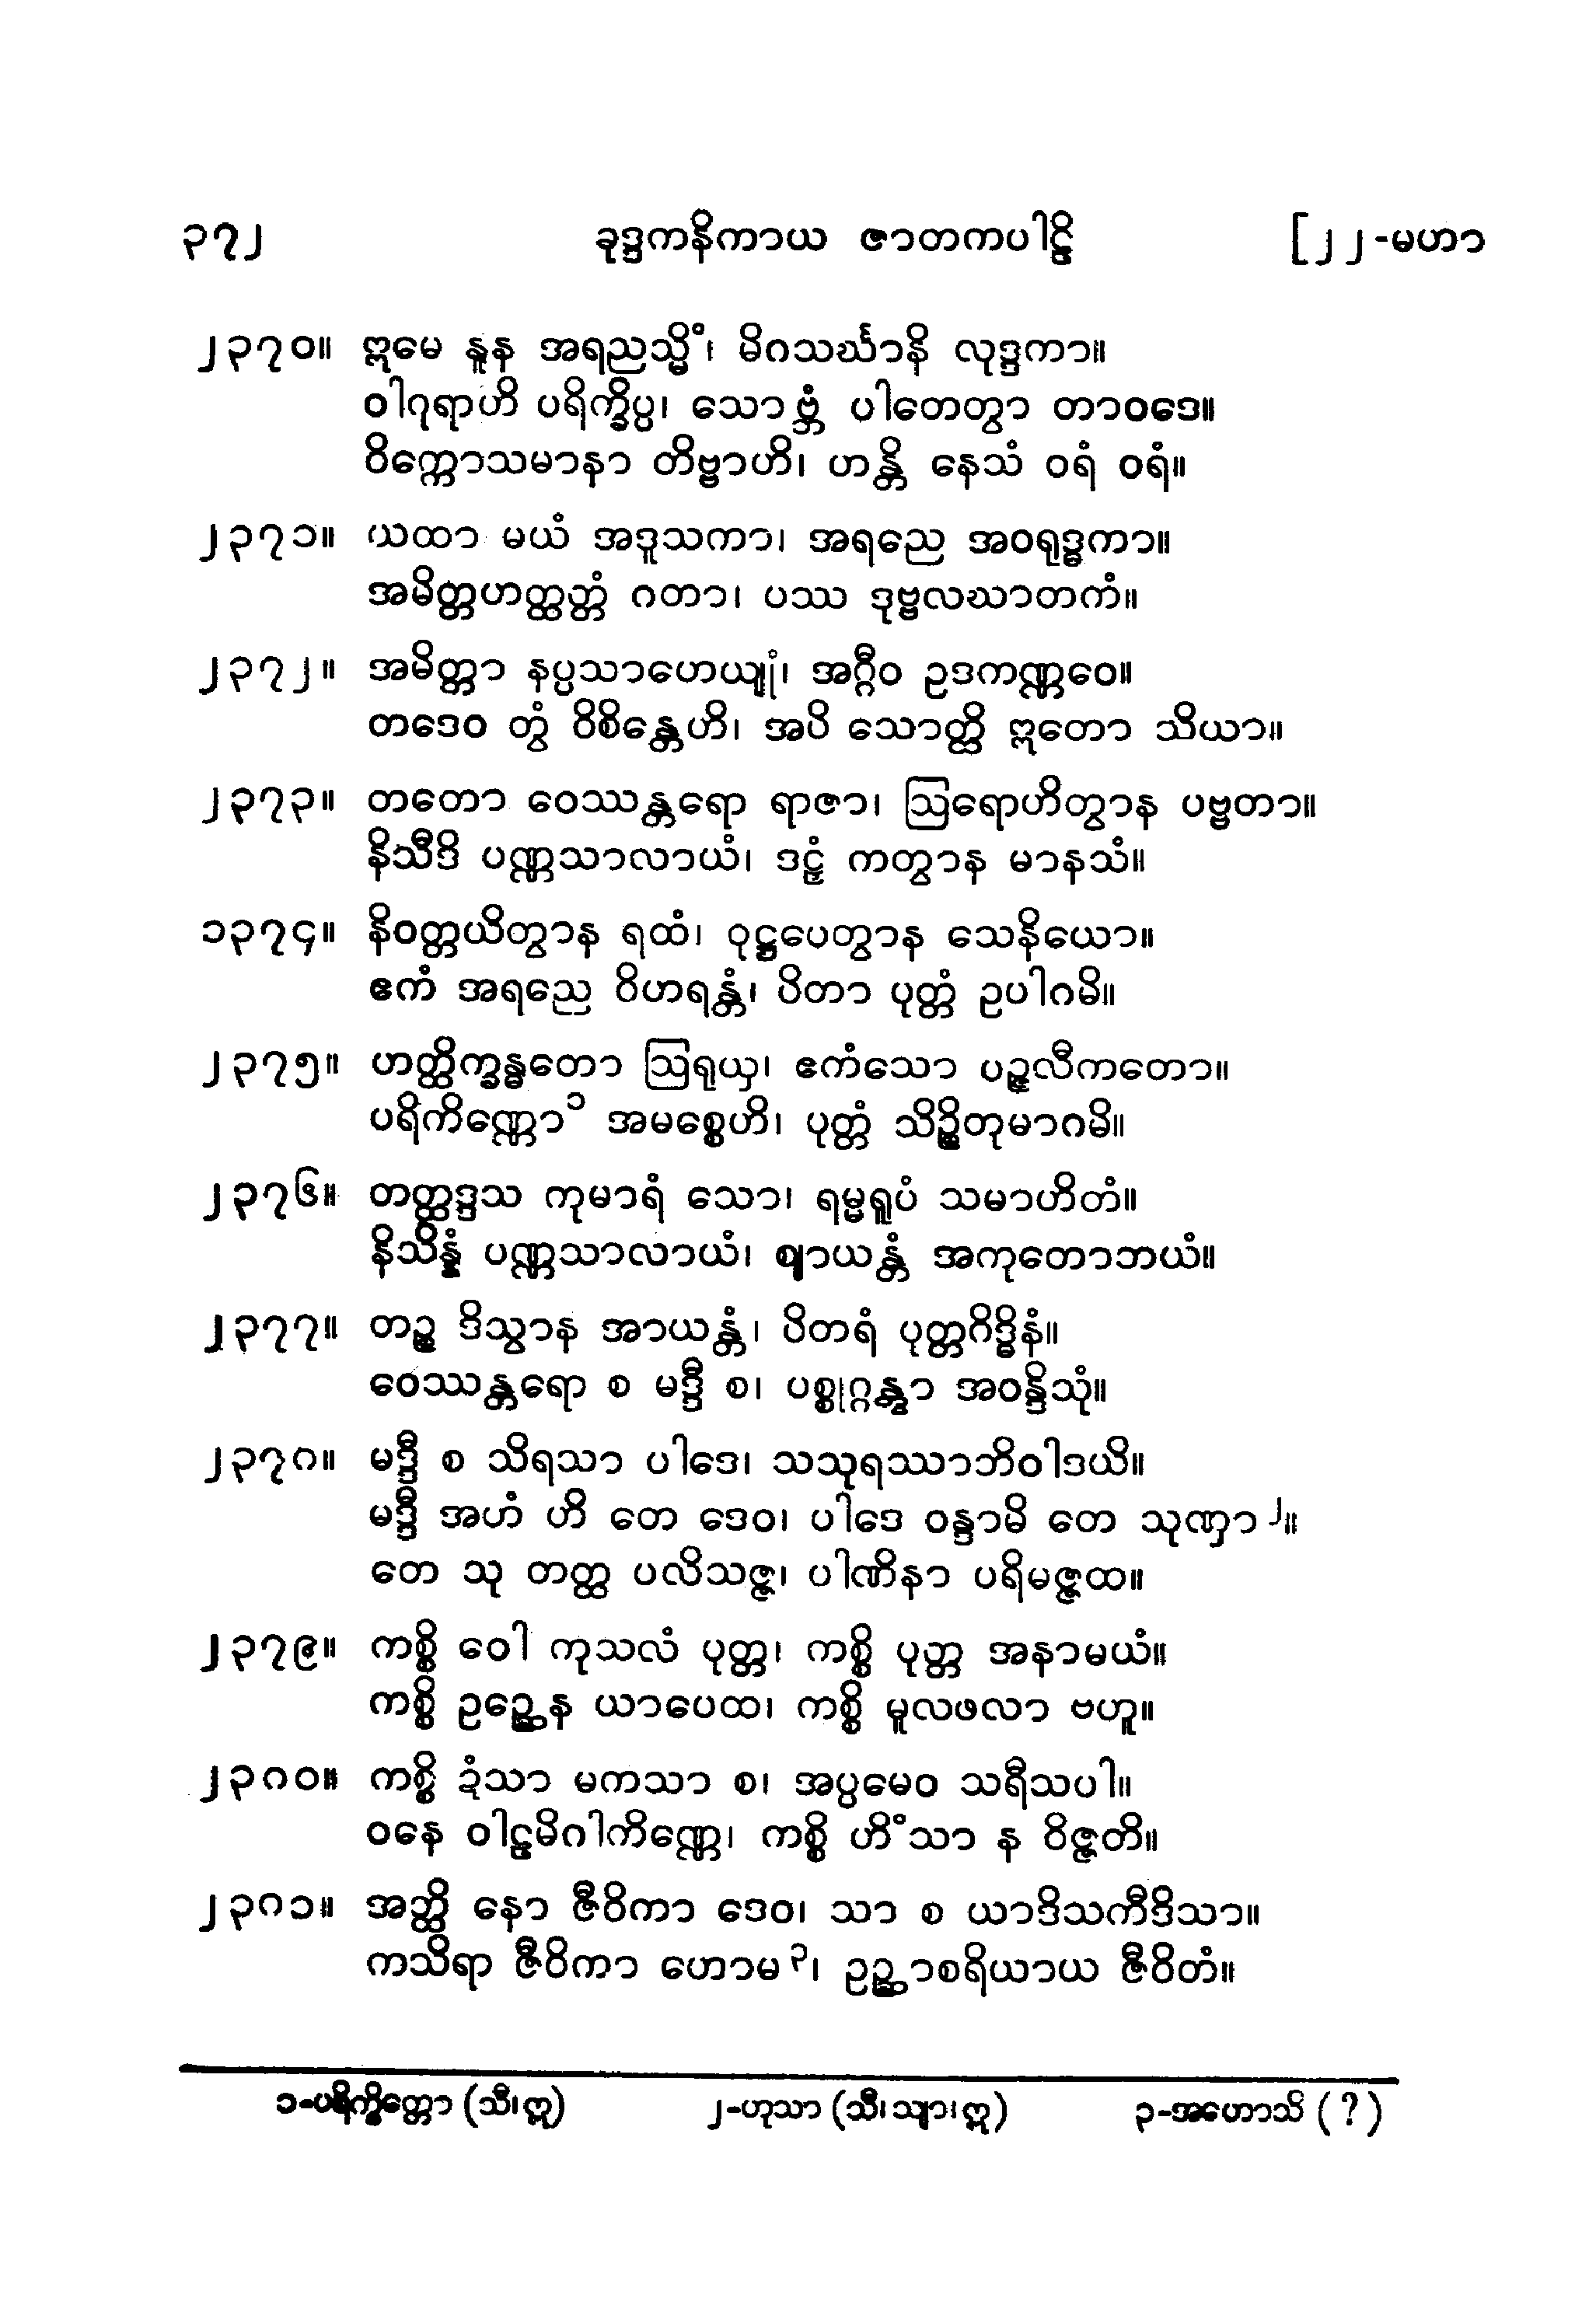 ၃၇၂ ခုဒ္ဒကနိကာယ ဇာတကပါဠိ [၂၂-မဟာ
၂၃၇၀။ ဣမေ နူန အရညသ္မိံ၊ မိဂသင်္ဃာနိ လုဒ္ဒကာ။
ဝါဂုရာဟိ ပရိက္ခိပ္ပ၊ သောဗ္ဘံ ပါတေတွာ တာဝဒေ။
ဝိက္ကောသမာနာ တိဗ္ဗာဟိ၊ ဟန္တိ နေသံ ဝရံ ဝရံ။
၂၃၇၁။ ယထာ မယံ အဒူသကာ၊ အရညေ အဝရုဒ္ဓကာ။
အမိတ္တဟတ္ထတ္တံ ဂတာ၊ ပဿ ဒုဗ္ဗလဃာတကံ။
၂၃၇၂။ အမိတ္တာ နပ္ပသာဟေယျုံ၊ အဂ္ဂီဝ ဥဒကဏ္ဏဝေ။
တဒေဝ တွံ ဝိစိန္တေဟိ၊ အပိ သောတ္ထိ ဣတော သိယာ။
၂၃၇၃။ တတော ဝေဿန္တရော ရာဇာ၊ ဩရောဟိတွာန ပဗ္ဗတာ။
နိသီဒိ ပဏ္ဏသာလာယံ၊ ဒဠှံ ကတွာန မာနသံ။
၁၃၇၄။ နိဝတ္တယိတွာန ရထံ၊ ဝုဋ္ဌပေတွာန သေနိယော။
ဧကံ အရညေ ဝိဟရန္တံ၊ ပိတာ ပုတ္တံ ဥပါဂမိ။
၂၃၇၅။ ဟတ္ထိက္ခန္ဓတော ဩရုယှ၊ ဧကံသော ပဉ္ဇလီကတော။
ပရိကိဏ္ဏော၁ အမစ္စေဟိ၊ ပုတ္တံ သိဉ္စိတုမာဂမိ။
၂၃၇၆။ တတ္ထဒ္ဒသ ကုမာရံ သော၊ ရမ္မရူပံ သမာဟိတံ။
နိသိန္နံ ပဏ္ဏသာလာယံ၊ ဈာယန္တံ အကုတောဘယံ။
၂၃၇၇။ တဉ္စ ဒိသွာန အာယန္တံ၊ ပိတရံ ပုတ္တဂိဒ္ဓိနံ။
ဝေဿန္တရော စ မဒ္ဒီ စ၊ ပစ္စုဂ္ဂန္တွာ အဝန္ဒိသုံ။
၂၃၇၈။ မဒ္ဒီ စ သိရသာ ပါဒေ၊ သသုရဿာဘိဝါဒယိ။
မဒ္ဒီ အဟံ ဟိ တေ ဒေဝ၊ ပါဒေ ဝန္ဒာမိ တေ သုဏှာ၂။
တေ သု တတ္ထ ပလိသဇ္ဇ၊ ပါဏိနာ ပရိမဇ္ဇထ။
၂၃၇၉။ ကစ္စိ ဝေါ ကုသလံ ပုတ္တ၊ ကစ္စိ ပုတ္တ အနာမယံ။
ကစ္စိ ဥဉ္ဆေန ယာပေထ၊ ကစ္စိ မူလဖလာ ဗဟူ။
၂၃၈၀။ ကစ္စိ ဍံသာ မကသာ စ၊ အပ္ပမေဝ သရီသပါ။
ဝနေ ဝါဠမိဂါကိဏ္ဏေ၊ ကစ္စိ ဟိံသာ န ဝိဇ္ဇတိ။
၂၃၈၁။ အတ္ထိ နော ဇီဝိကာ ဒေဝ၊ သာ စ ယာဒိသကီဒိသာ။
ကသိရာ ဇီဝိကာ ဟောမ၃၊ ဥဉ္ဆာစရိယာယ ဇီဝိတံ။
၁-ပရိက္ခိတ္တော (သီ၊ဣ) ၂-ဟုသာ (သီ၊သျာ၊ဣ) ၃-အဟောသိ (?)